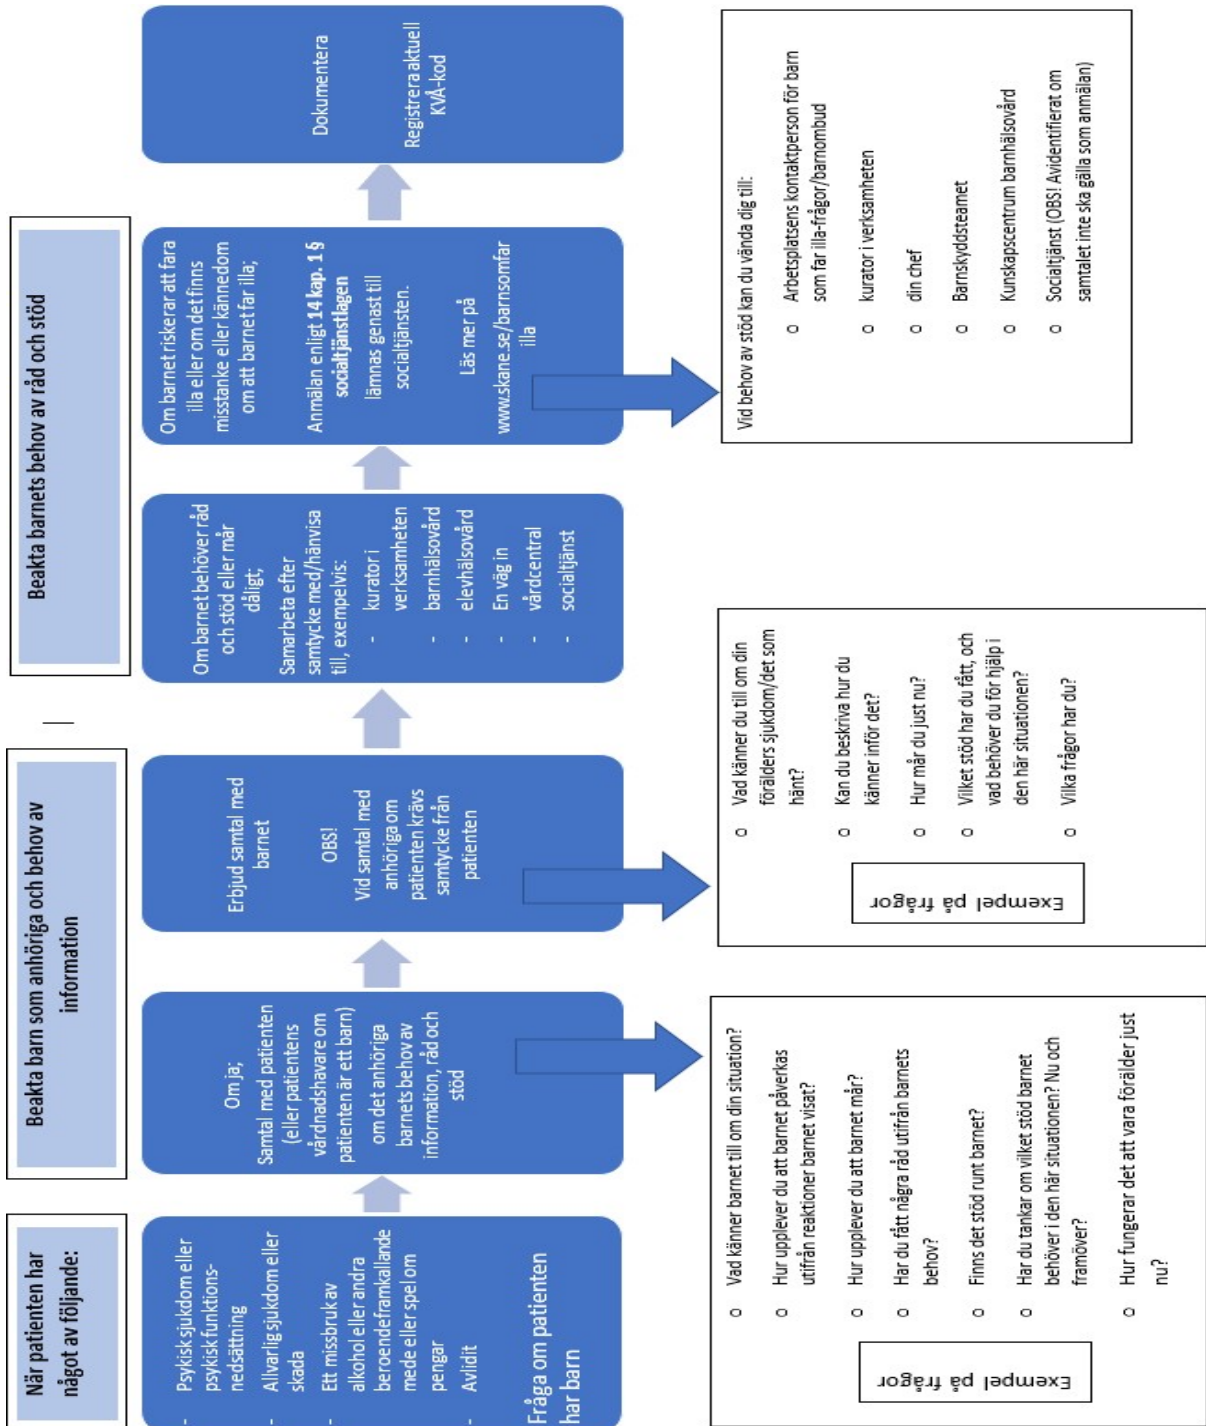 När patienten har
något av följande:
Beakta barn som anhöriga och behov av
information
Beakta barnets behov av råd och stöd
- Psykisk sjukdom eller
psykisk funktions-
nedsättning
- Allvarlig sjukdom eller
skada
- Ett missbruk av
alkohol eller andra
beroendeframkallande
mede eller spel om
pengar
- Avlidit
Fråga om patienten
har barn
Om ja;
Samtal med patienten
(eller patientens
vårdnadshavare om
patienten är ett barn)
om det anhöriga
barnets behov av
information, råd och
stöd
Erbjud samtal med
barnet
OBS!
Vid samtal med
anhöriga om
patienten krävs
samtycke från
patienten
Om barnet behöver råd
och stöd eller mår
dåligt;
Samarbeta efter
samtycke med/hänvisa
till, exempelvis:
- kurator i
verksamheten
- barnhälsovård
- elevhälsovård
- En väg in
- vårdcentral
- socialtjänst
Om barnet riskerar att fara
illa eller om det finns
misstanke eller kännedom
om att barnet far illa;
Anmälan enligt 14 kap. 1 §
socialtjänstlagen
lämnas genast till
socialtjänsten.
Läs mer på
www.skane.se/barnsomfar
illa
Dokumentera
Registrera aktuell
KVÅ-kod
Exempel på frågor
o Vad känner barnet till om din situation?
o Hur upplever du att barnet påverkas
utifrån reaktioner barnet visat?
o Hur upplever du att barnet mår?
o Har du fått några råd utifrån barnets
behov?
o Finns det stöd runt barnet?
o Har du tankar om vilket stöd barnet
behöver i den här situationen? Nu och
framöver?
o Hur fungerar det att vara förälder just
nu?
Exempel på frågor
o Vad känner du till om din
förälders sjukdom/det som
hänt?
o Kan du beskriva hur du
känner inför det?
o Hur mår du just nu?
o Vilket stöd har du fått, och
vad behöver du för hjälp i
den här situationen?
o Vilka frågor har du?
Vid behov av stöd kan du vända dig till:
o Arbetsplatsens kontaktperson för barn
som far illa-frågor/barnombud
o kurator i verksamheten
o din chef
o Barnskyddsteamet
o Kunskapscentrum barnhälsovård
o Socialtjänst (OBS! Avidentifierat om
samtalet inte ska gälla som anmälan)